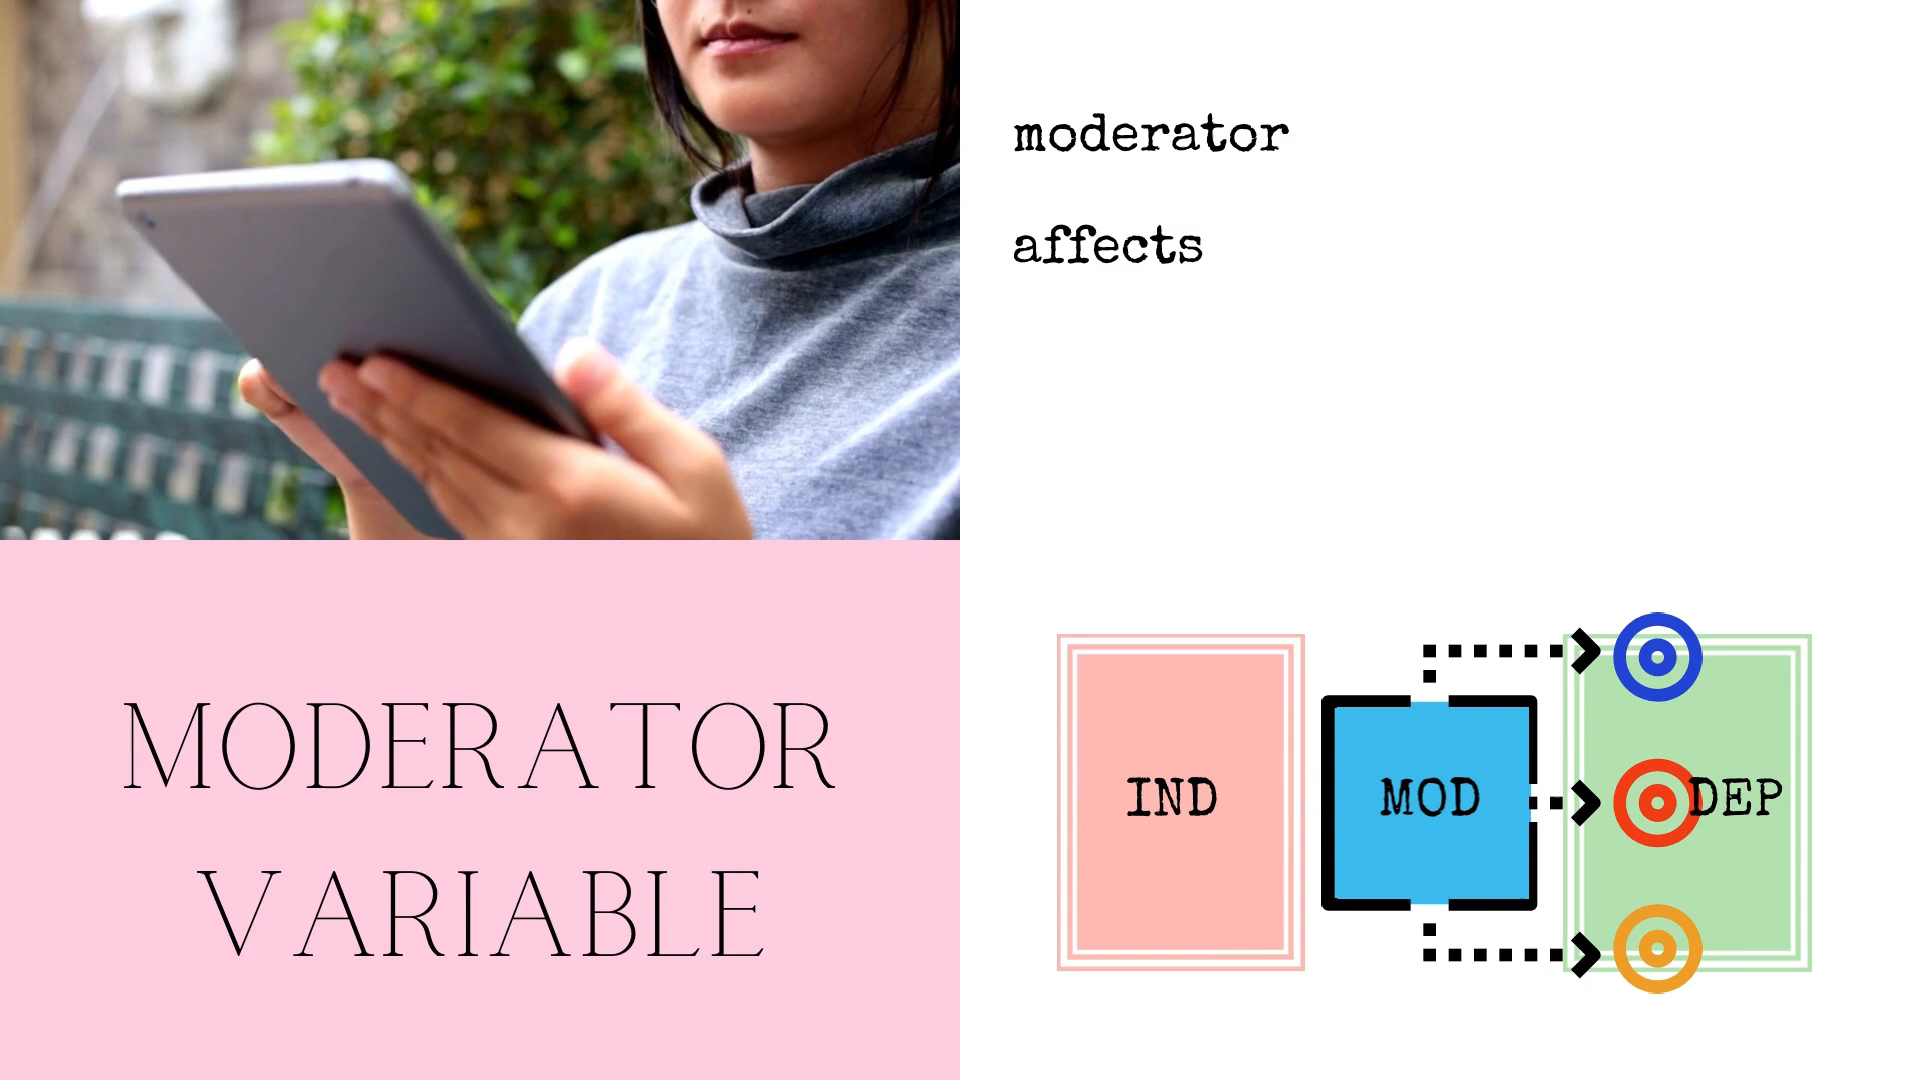 moderator
affects
MODERATOR
VARIABLE
IND
MOD
DEP